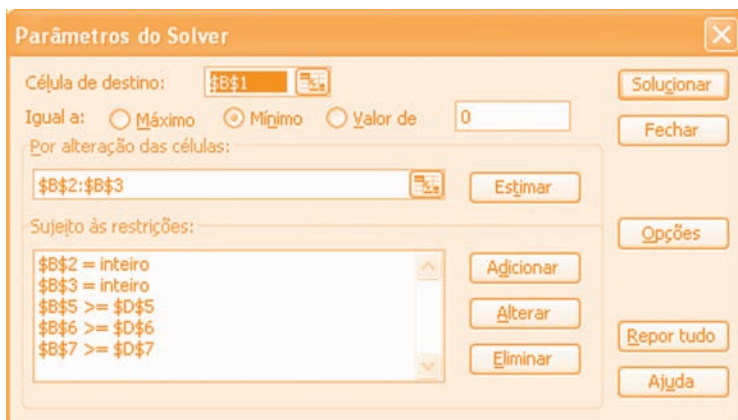 Parâmetros do Solver
Célula de destino: $B$1
Solucionar
Igual a: Máximo Mínimo Valor de 0
Fechar
Por alteração das células:
$B$2:$B$3
Estimar
Sujeito às restrições:
Opções
$B$2 = inteiro
$B$3 = inteiro
$B$5 >= $D$5
$B$6 >= $D$6
$B$7 >= $D$7
Adicionar
Alterar
Eliminar
Repor tudo
Ajuda